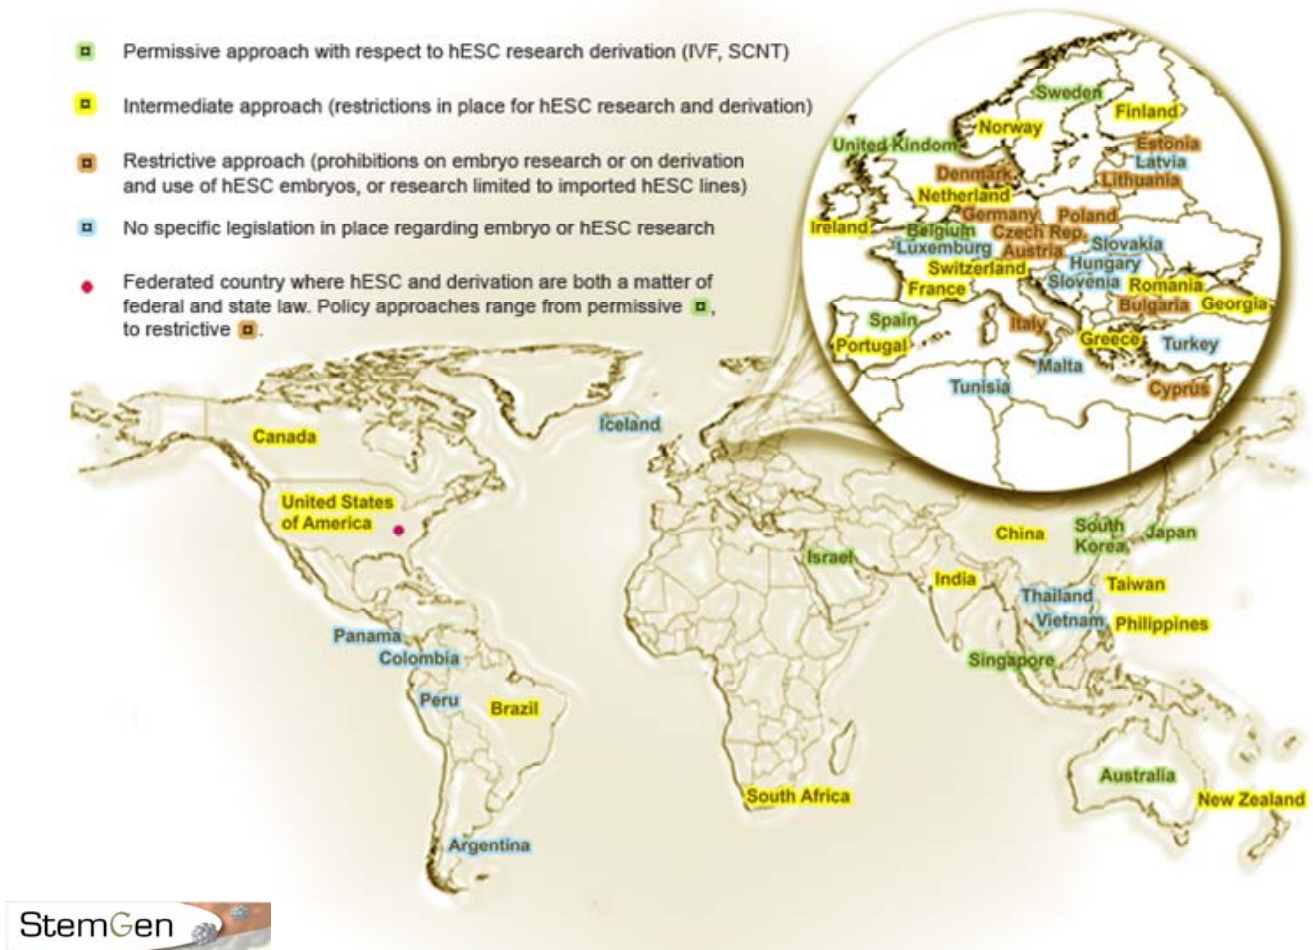 Permissive approach with respect to hESC research derivation (IVF, SCNT)
Intermediate approach (restrictions in place for hESC research and derivation)
Restrictive approach (prohibitions on embryo research or on derivation
and use of hESC embryos, or research limited to imported hESC lines)
No specific legislation in place regarding embryo or hESC research
Federated country where hESC and derivation are both a matter of
federal and state law. Policy approaches range from permissive ¤,
to restrictive ¤.
Sweden
Finland
Norway
United Kindom
Estonia
Latvia
Denmark
Lithuania
Netherland
Germany
Poland
Ireland
Belgium
Czech Rep.
Luxemburg
Austria
Slovakia
Hungary
Switzerland
Slovenia
Romania
France
Bulgaria
Georgia
Spain
Italy
Portugal
Greece
Turkey
Malta
Tunisia
Cyprus
Iceland
Canada
United States
of America
China
South
Korea
Japan
Israel
India
Taiwan
Thailand
Vietnam
Philippines
Panama
Colombia
Singapore
Peru
Brazil
Australia
South Africa
New Zealand
Argentina
StemGen